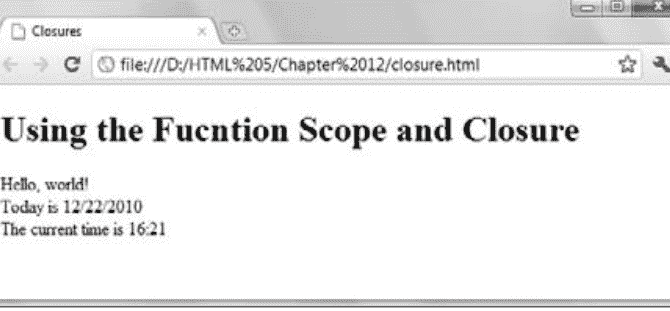 Closures
file:///D:/HTML%205/Chapter%2012/closure.html
Using the Fucntion Scope and Closure
Hello, world!
Today is 12/22/2010
The current time is 16:21